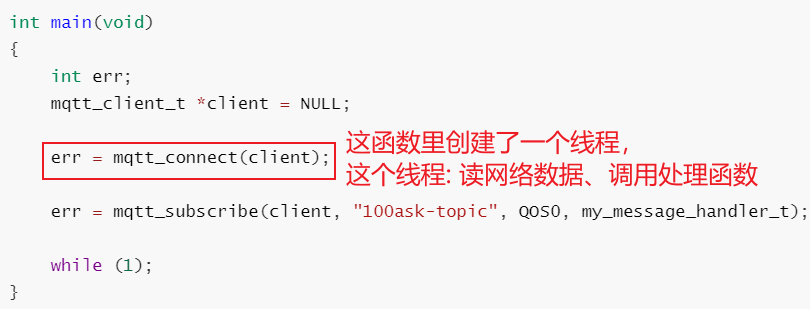 int main(void)
{
    int err;
    mqtt_client_t *client = NULL;
    err = mqtt_connect(client);
这函数里创建了一个线程，
这个线程: 读网络数据、调用处理函数
    err = mqtt_subscribe(client, "100ask-topic", QOS0, my_message_handler_t);
    while (1);
}